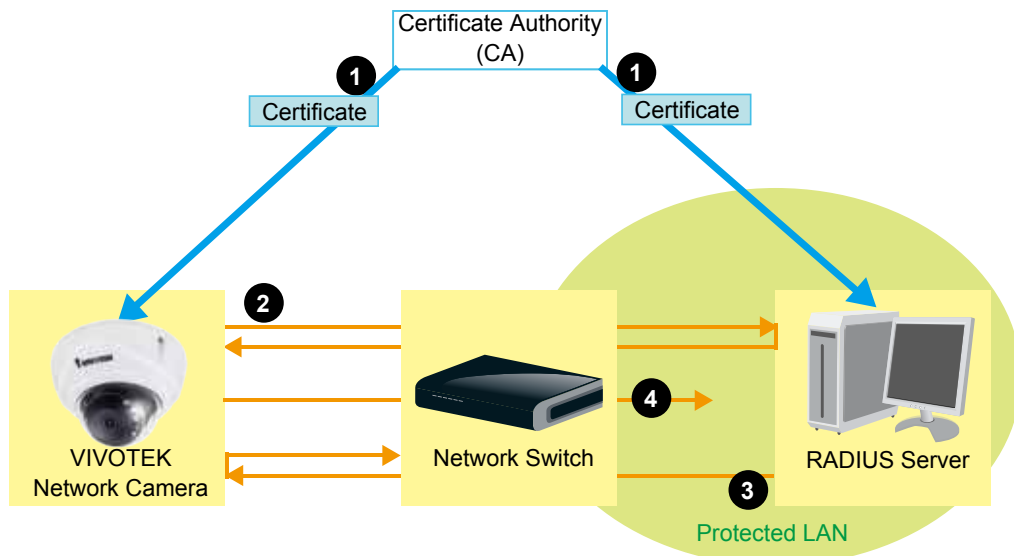 Certificate Authority
(CA)
1
1
Certificate
Certificate
2
4
VIVOTEK
Network Camera
Network Switch
RADIUS Server
3
Protected LAN